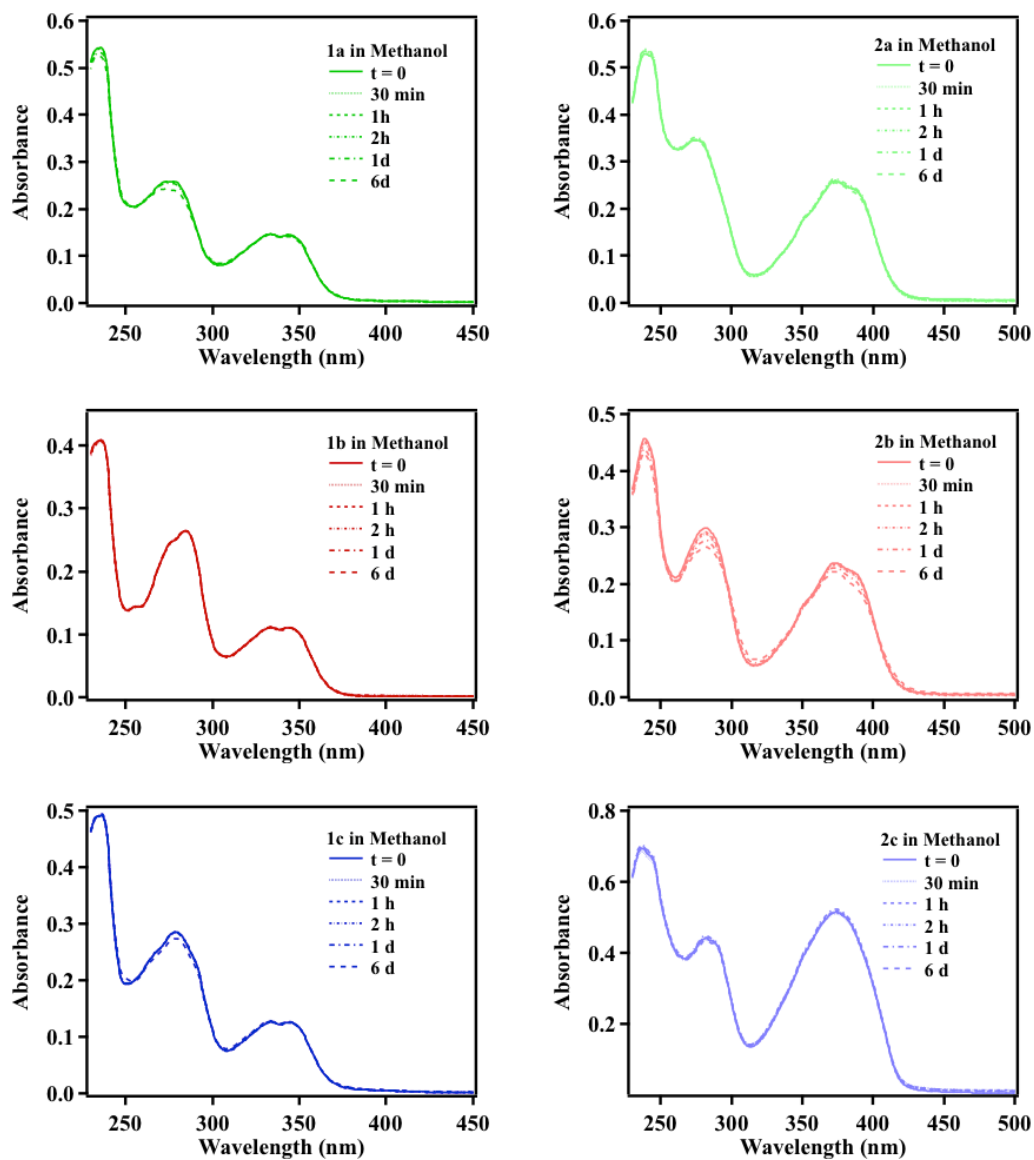 0.6
0.5
0.4
0.3
0.2
0.1
0.0
Absorbance
1a in Methanol
t = 0
30 min
1h
2h
1d
6d
250
300
350
400
450
Wavelength (nm)
0.6
0.5
0.4
0.3
0.2
0.1
0.0
Absorbance
2a in Methanol
t = 0
30 min
1 h
2 h
1 d
6 d
250
300
350
400
450
500
Wavelength (nm)
0.4
0.3
0.2
0.1
0.0
Absorbance
1b in Methanol
t = 0
30 min
1 h
2 h
1 d
6 d
250
300
350
400
450
Wavelength (nm)
0.5
0.4
0.3
0.2
0.1
0.0
Absorbance
2b in Methanol
t = 0
30 min
1 h
2 h
1 d
6 d
250
300
350
400
450
500
Wavelength (nm)
0.5
0.4
0.3
0.2
0.1
0.0
Absorbance
1c in Methanol
t = 0
30 min
1 h
2 h
1 d
6 d
250
300
350
400
450
Wavelength (nm)
0.8
0.6
0.4
0.2
Absorbance
2c in Methanol
t = 0
30 min
1 h
2 h
1 d
6 d
250
300
350
400
450
500
Wavelength (nm)